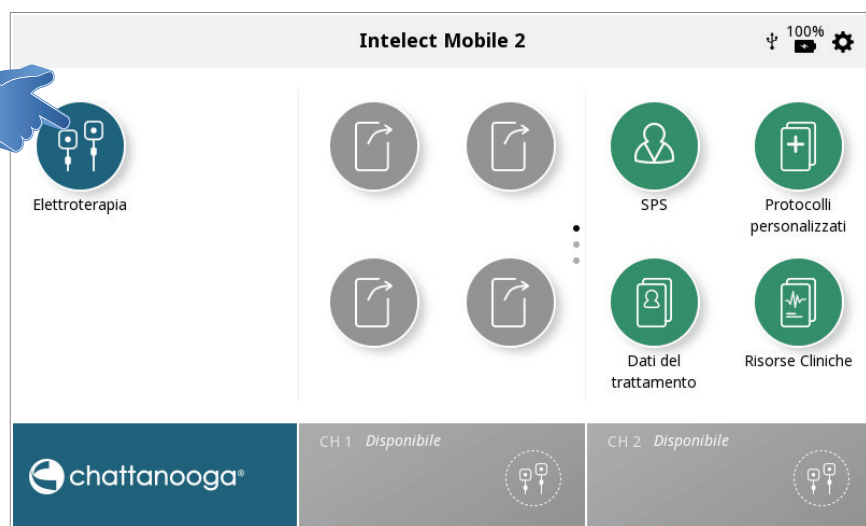 Intelect Mobile 2
100%
Elettroterapia
SPS
Protocolli
personalizzati
Dati del
trattamento
Risorse Cliniche
chattanooga®
CH 1 Disponibile
CH 2 Disponibile